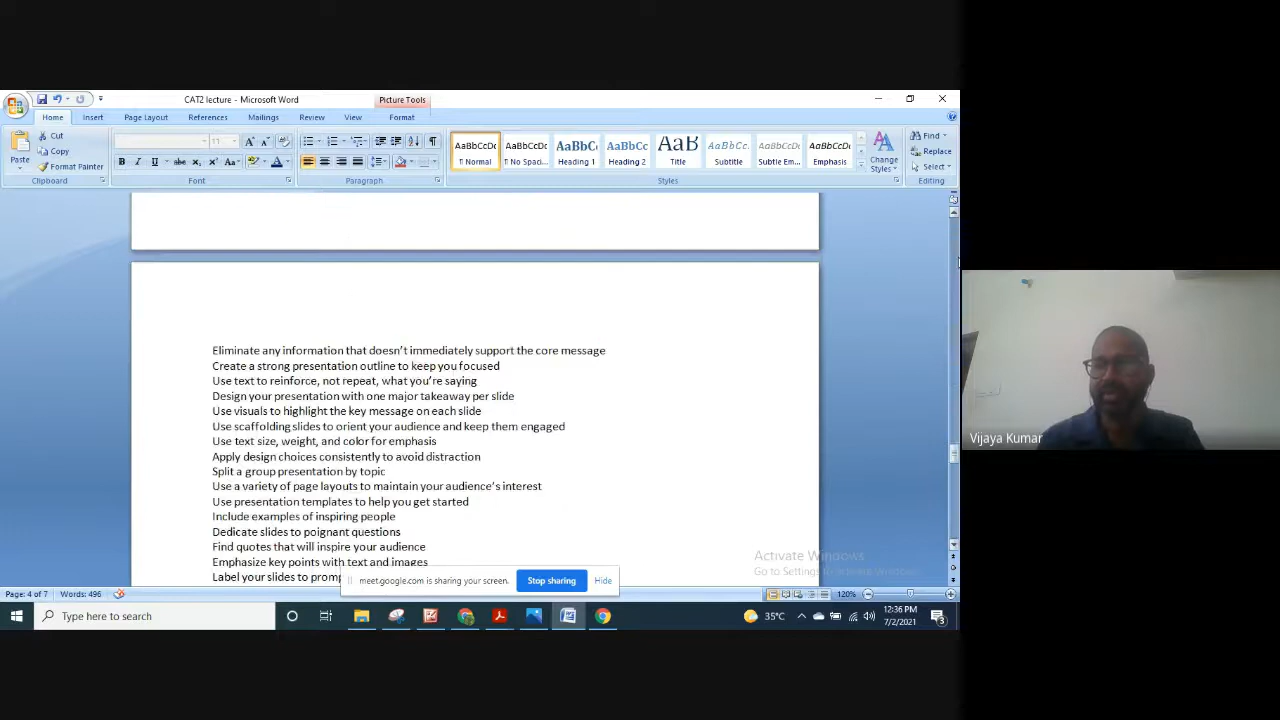 CAT2 lecture - Microsoft Word
Picture Tools
Home
Insert
Page Layout
References
Mailings
Review
View
Format
Paste
Cut
Copy
Format Painter
Clipboard
11
Font
Paragraph
AaBbCcDc
¶ Normal
AaBbCcDc
¶ No Spaci...
AaBbCc
Heading 1
AaBbCc
Heading 2
AaB
Title
AaBbCc.
Subtitle
AaBbCcDc
Subtle Em...
AaBbCcDc
Emphasis
Change
Styles
Styles
Find
Replace
Select
Editing
Eliminate any information that doesn't immediately support the core message
Create a strong presentation outline to keep you focused
Use text to reinforce, not repeat, what you're saying
Design your presentation with one major takeaway per slide
Use visuals to highlight the key message on each slide
Use scaffolding slides to orient your audience and keep them engaged
Use text size, weight, and color for emphasis
Apply design choices consistently to avoid distraction
Split a group presentation by topic
Use a variety of page layouts to maintain your audience's interest
Use presentation templates to help you get started
Include examples of inspiring people
Dedicate slides to poignant questions
Find quotes that will inspire your audience
Emphasize key points with text and images
Label your slides to promp
meet.google.com is sharing your screen.
Stop sharing
Hide
Activate Windows
Go to Settings to activate Windows.
Page: 4 of 7
Words: 496
120%
Type here to search
35°C
12:36 PM
7/2/2021
3
Vijaya Kumar